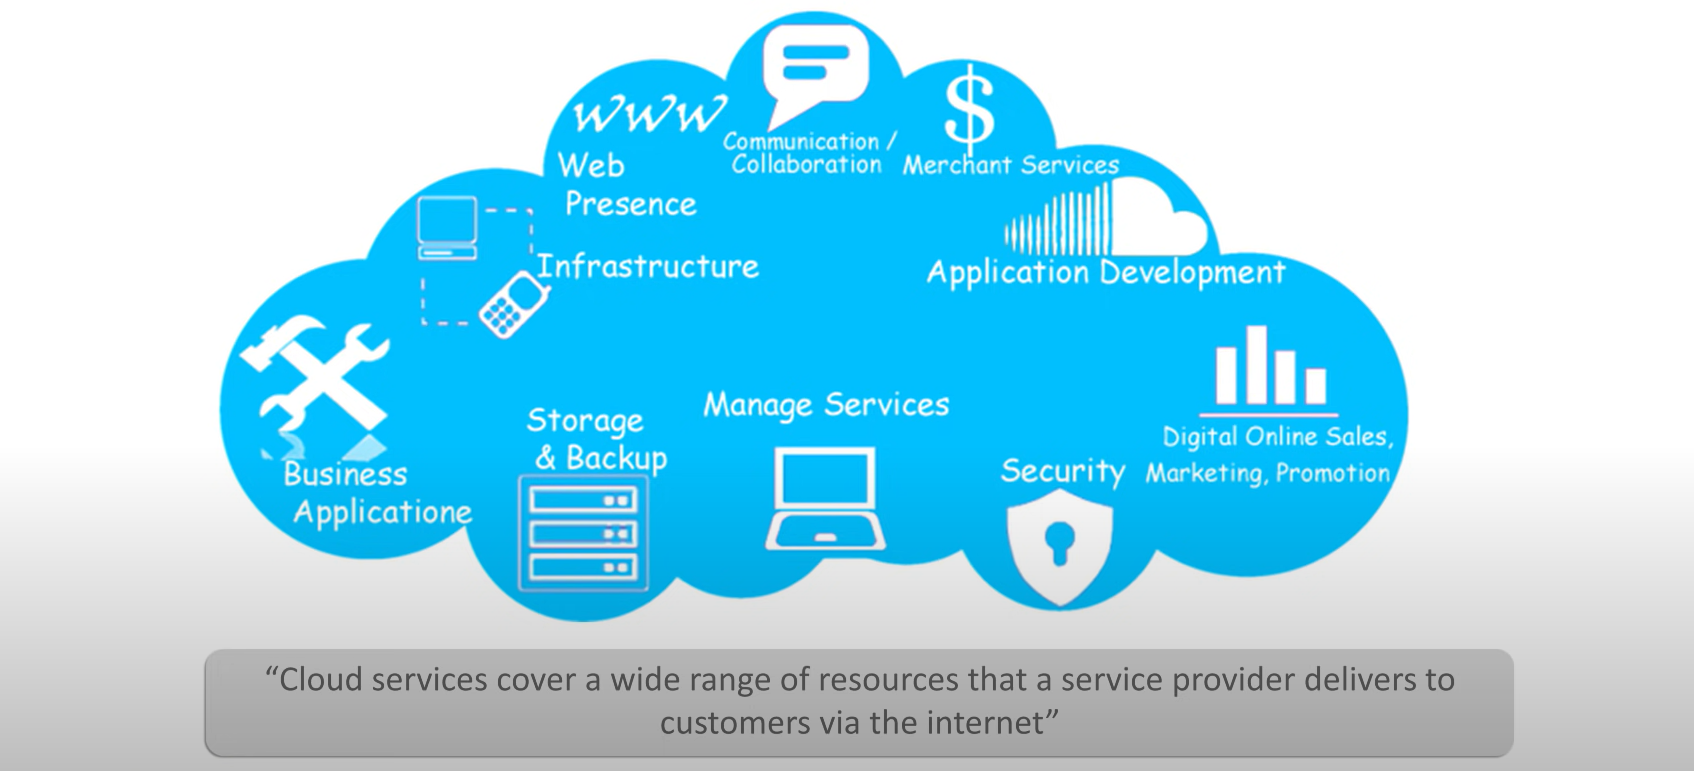 www
Web
Presence
Communication /
Collaboration
$
Merchant Services
Infrastructure
Application Development
Business
Applicatione
Storage
& Backup
Manage Services
Security
Digital Online Sales,
Marketing, Promotion
“Cloud services cover a wide range of resources that a service provider delivers to
customers via the internet”